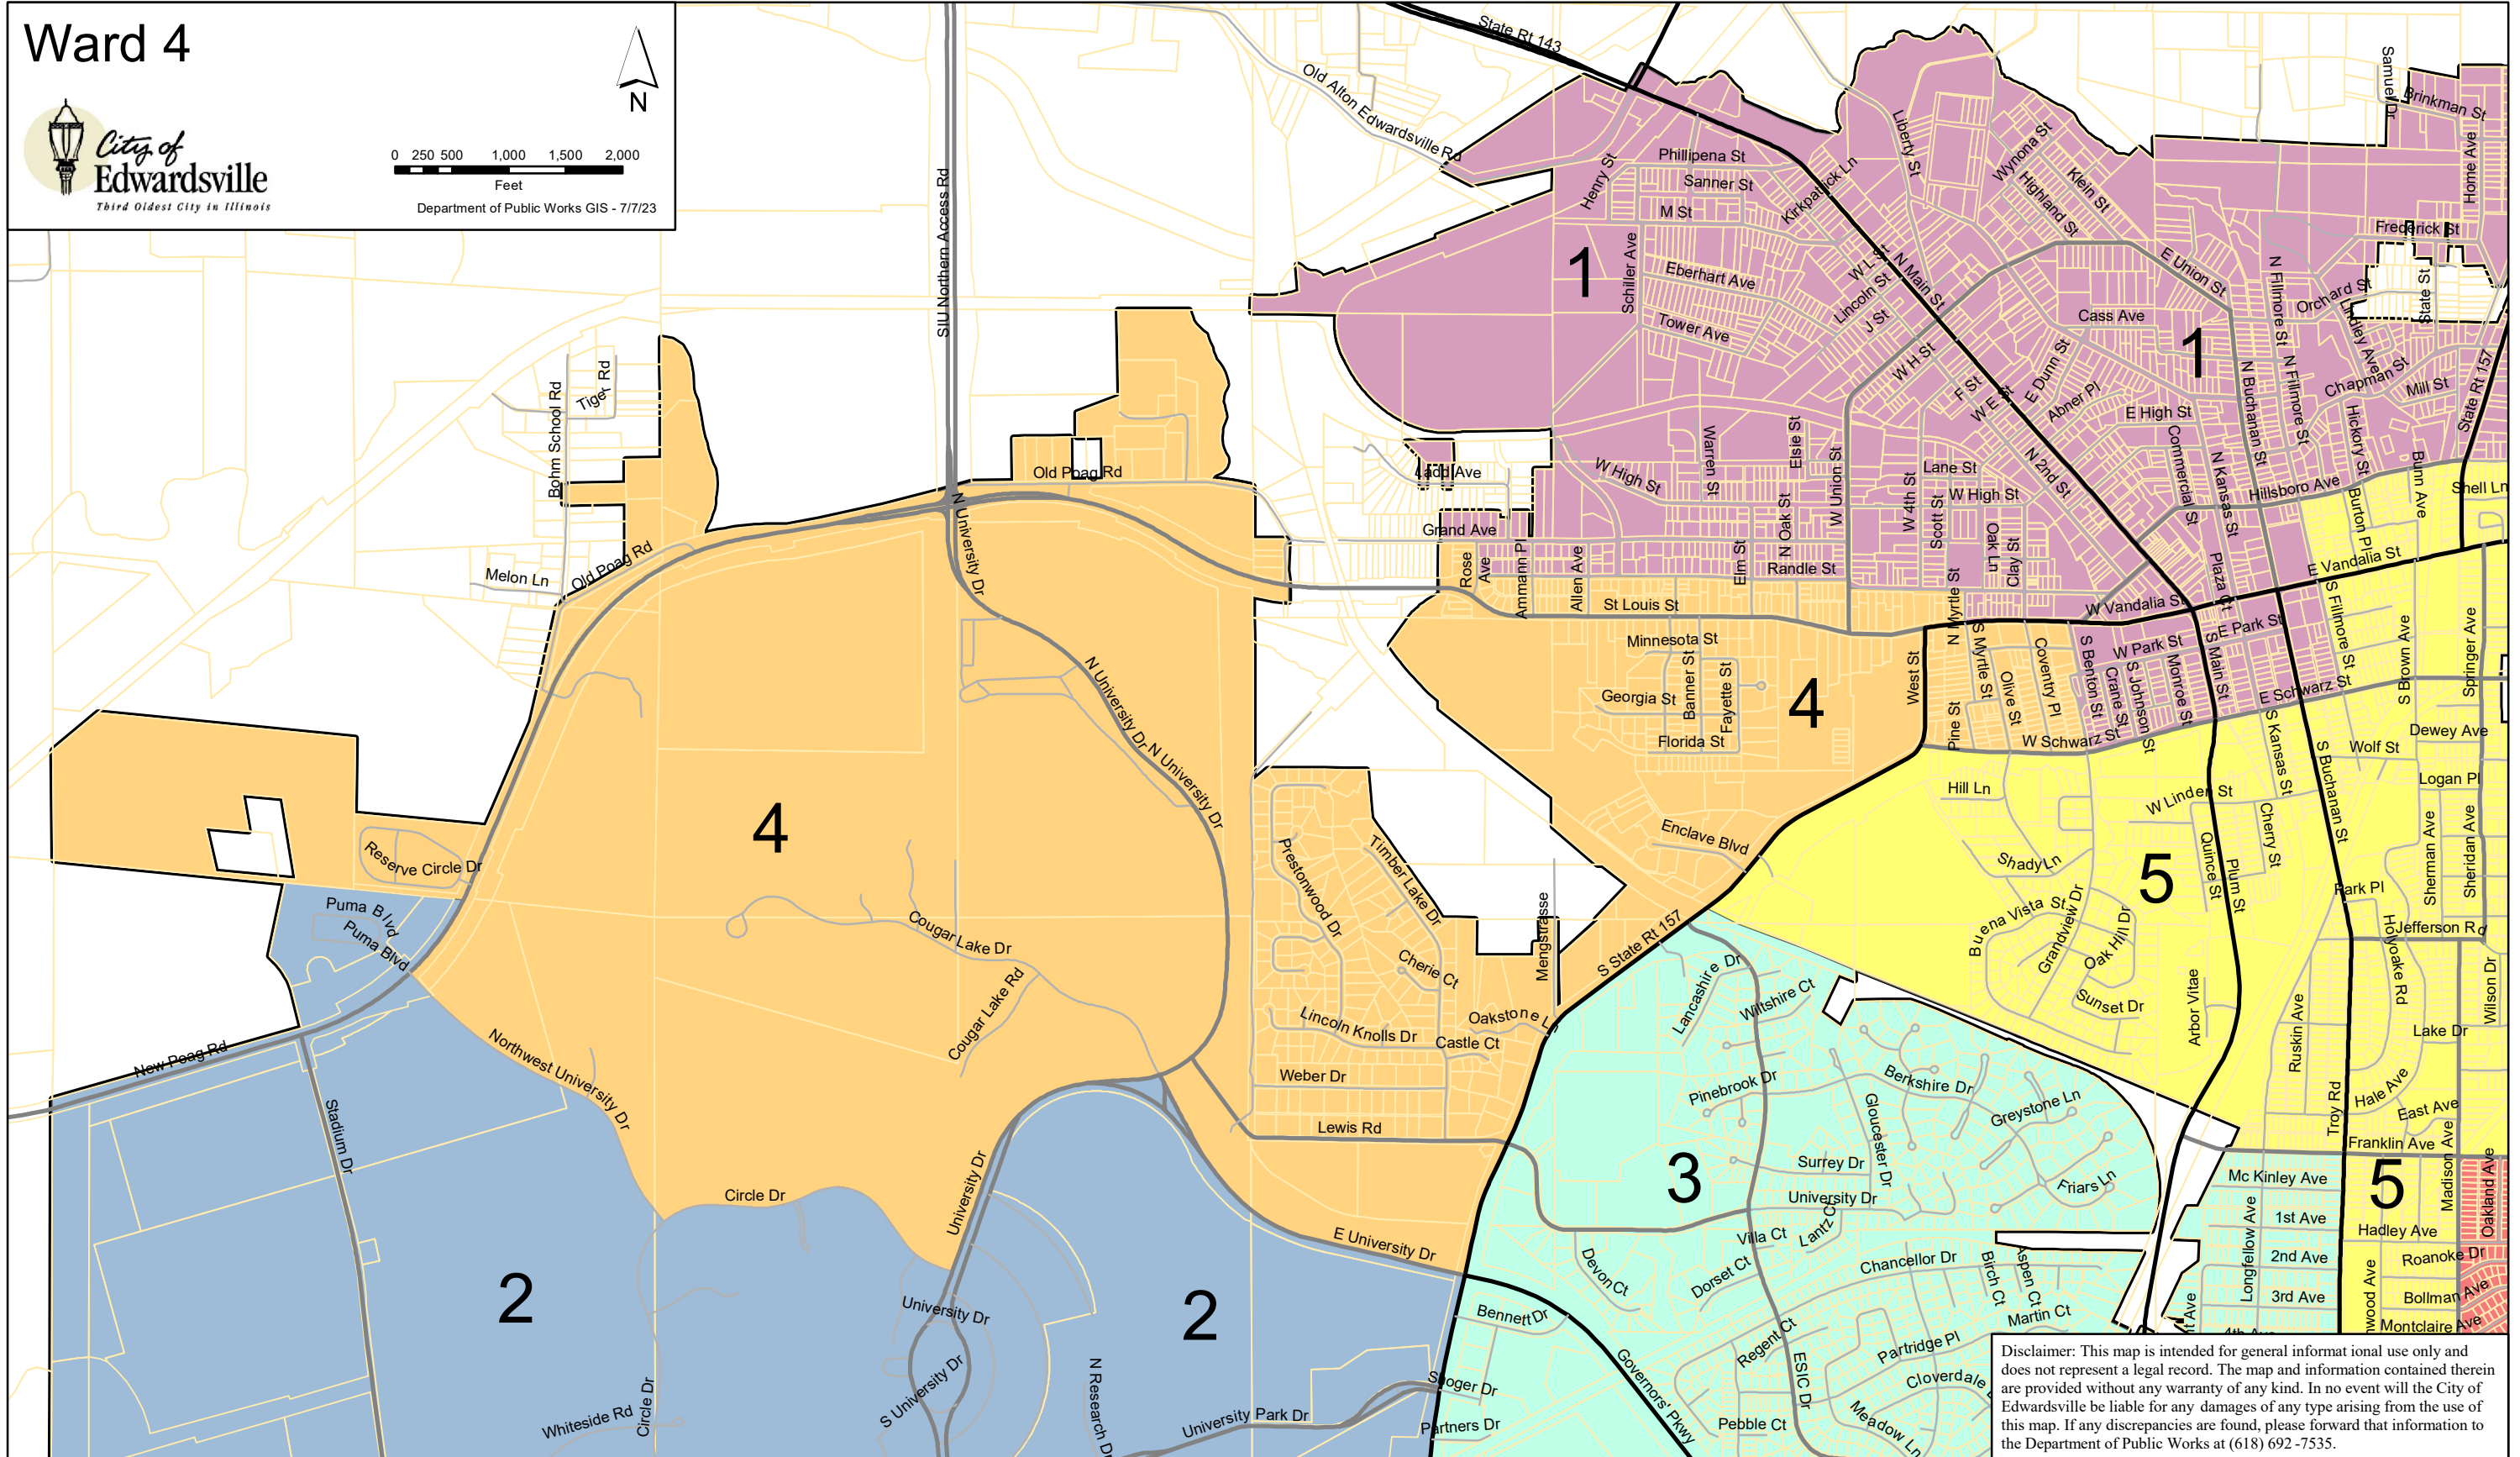 Ward 4
N
City of
Edwardsville
Third Oldest City in Illinois
0 250 500 1,000 1,500 2,000
Feet
Department of Public Works GIS - 7/7/23
State Rt 143
Old Alton Edwardsville Rd
SIU Northern Access Rd
Samuel Dr
Brinkman St
Home Ave
Liberty St
Wynona St
Klein St
Highland St
Phillipena St
Sanner St
Kirkpatrick Ln
Henry St
M St
Frederick St
1
Schiller Ave
Eberhart Ave
Tower Ave
W L St
N Main St
Lincoln St
J St
E Union St
N Fillmore St
Orchard St
State St
Lindley Ave
Cass Ave
1
W H St
F St
W E St
E Dunn St
Abner Pl
E High St
N Buchanan St
N Fillmore St
Chapman St
Mill St
State Rt 157
Hickory St
Bohm School Rd
Tiger Rd
Old Poag Rd
Ladd Ave
W High St
Warren St
Elsie St
W Union St
Lane St
W High St
N 2nd St
Commercial St
N Kansas St
Hillsboro Ave
Bunn Ave
Shell Ln
Burton Pl
Grand Ave
N Oak St
W 4th St
Scott St
Oak Ln
Clay St
Rose
Ave
Ammann Pl
Allen Ave
Elm St
Randle St
Plaza Ct
E Vandalia St
Melon Ln
Old Poag Rd
N University Dr
St Louis St
N Myrtle St
W Vandalia St
S Fillmore St
Minnesota St
Banner St
Fayette St
Georgia St
Florida St
4
West St
S Myrtle St
Pine St
Olive St
Coventry Pl
S Benton St
Crane St
S Johnson St
W Park St
Monroe St
S Main St
E Park St
E Schwarz St
W Schwarz St
S Brown Ave
Springer Ave
Dewey Ave
N University Dr
N University Dr
S Kansas St
S Buchanan St
Wolf St
Logan Pl
Hill Ln
W Linden St
Cherry St
Sherman Ave
Sheridan Ave
4
Reserve Circle Dr
Prestonwood Dr
Timber Lake Dr
Enclave Blvd
Shady Ln
5
Quince St
Plum St
Park Pl
Puma Blvd
Puma Blvd
Cougar Lake Dr
Cougar Lake Rd
Cherie Ct
Mengstrasse
S State Rt 157
Buena Vista St
Grandview Dr
Oak Hill Dr
Jefferson Rd
Holyoke Rd
Wilson Dr
Lancashire Dr
Wiltshire Ct
Sunset Dr
Arbor Vitae
Ruskin Ave
Lake Dr
New Poag Rd
Northwest University Dr
Lincoln Knolls Dr
Oakstone Ln
Castle Ct
Weber Dr
Lewis Rd
Pinebrook Dr
Berkshire Dr
Greystone Ln
Gloucester Dr
Troy Rd
Hale Ave
East Ave
Franklin Ave
Madison Ave
Oakland Ave
Stadium Dr
Circle Dr
University Dr
E University Dr
3
Surrey Dr
University Dr
Friars Ln
Mc Kinley Ave
5
1st Ave
Hadley Ave
Longfellow Ave
2nd Ave
Roanoke Dr
3rd Ave
Bollman Ave
Montclaire Ave
Villa Ct
Lantz Ct
Devon Ct
Dorset Ct
Chancellor Dr
Birch Ct
Aspen Ct
Martin Ct
2
2
University Dr
S University Dr
N Research Dr
Whiteside Rd
Circle Dr
University Park Dr
Bennett Dr
Governors' Pkwy
Partners Dr
Regent Ct
ESIC Dr
Partridge Pl
Cloverdale
Meadow Ln
Pebble Ct
Disclaimer: This map is intended for general informat ional use only and
does not represent a legal record. The map and information contained therein
are provided without any warranty of any kind. In no event will the City of
Edwardsville be liable for any damages of any type arising from the use of
this map. If any discrepancies are found, please forward that information to
the Department of Public Works at (618) 692 -7535.